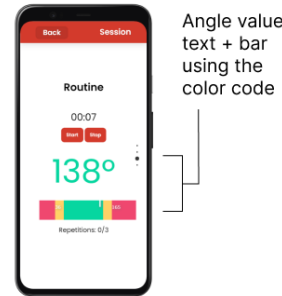 Back Session
Routine
00:07
Start Stop
138°
160
Repetitions: 0/3
Angle value
text + bar
using the
color code